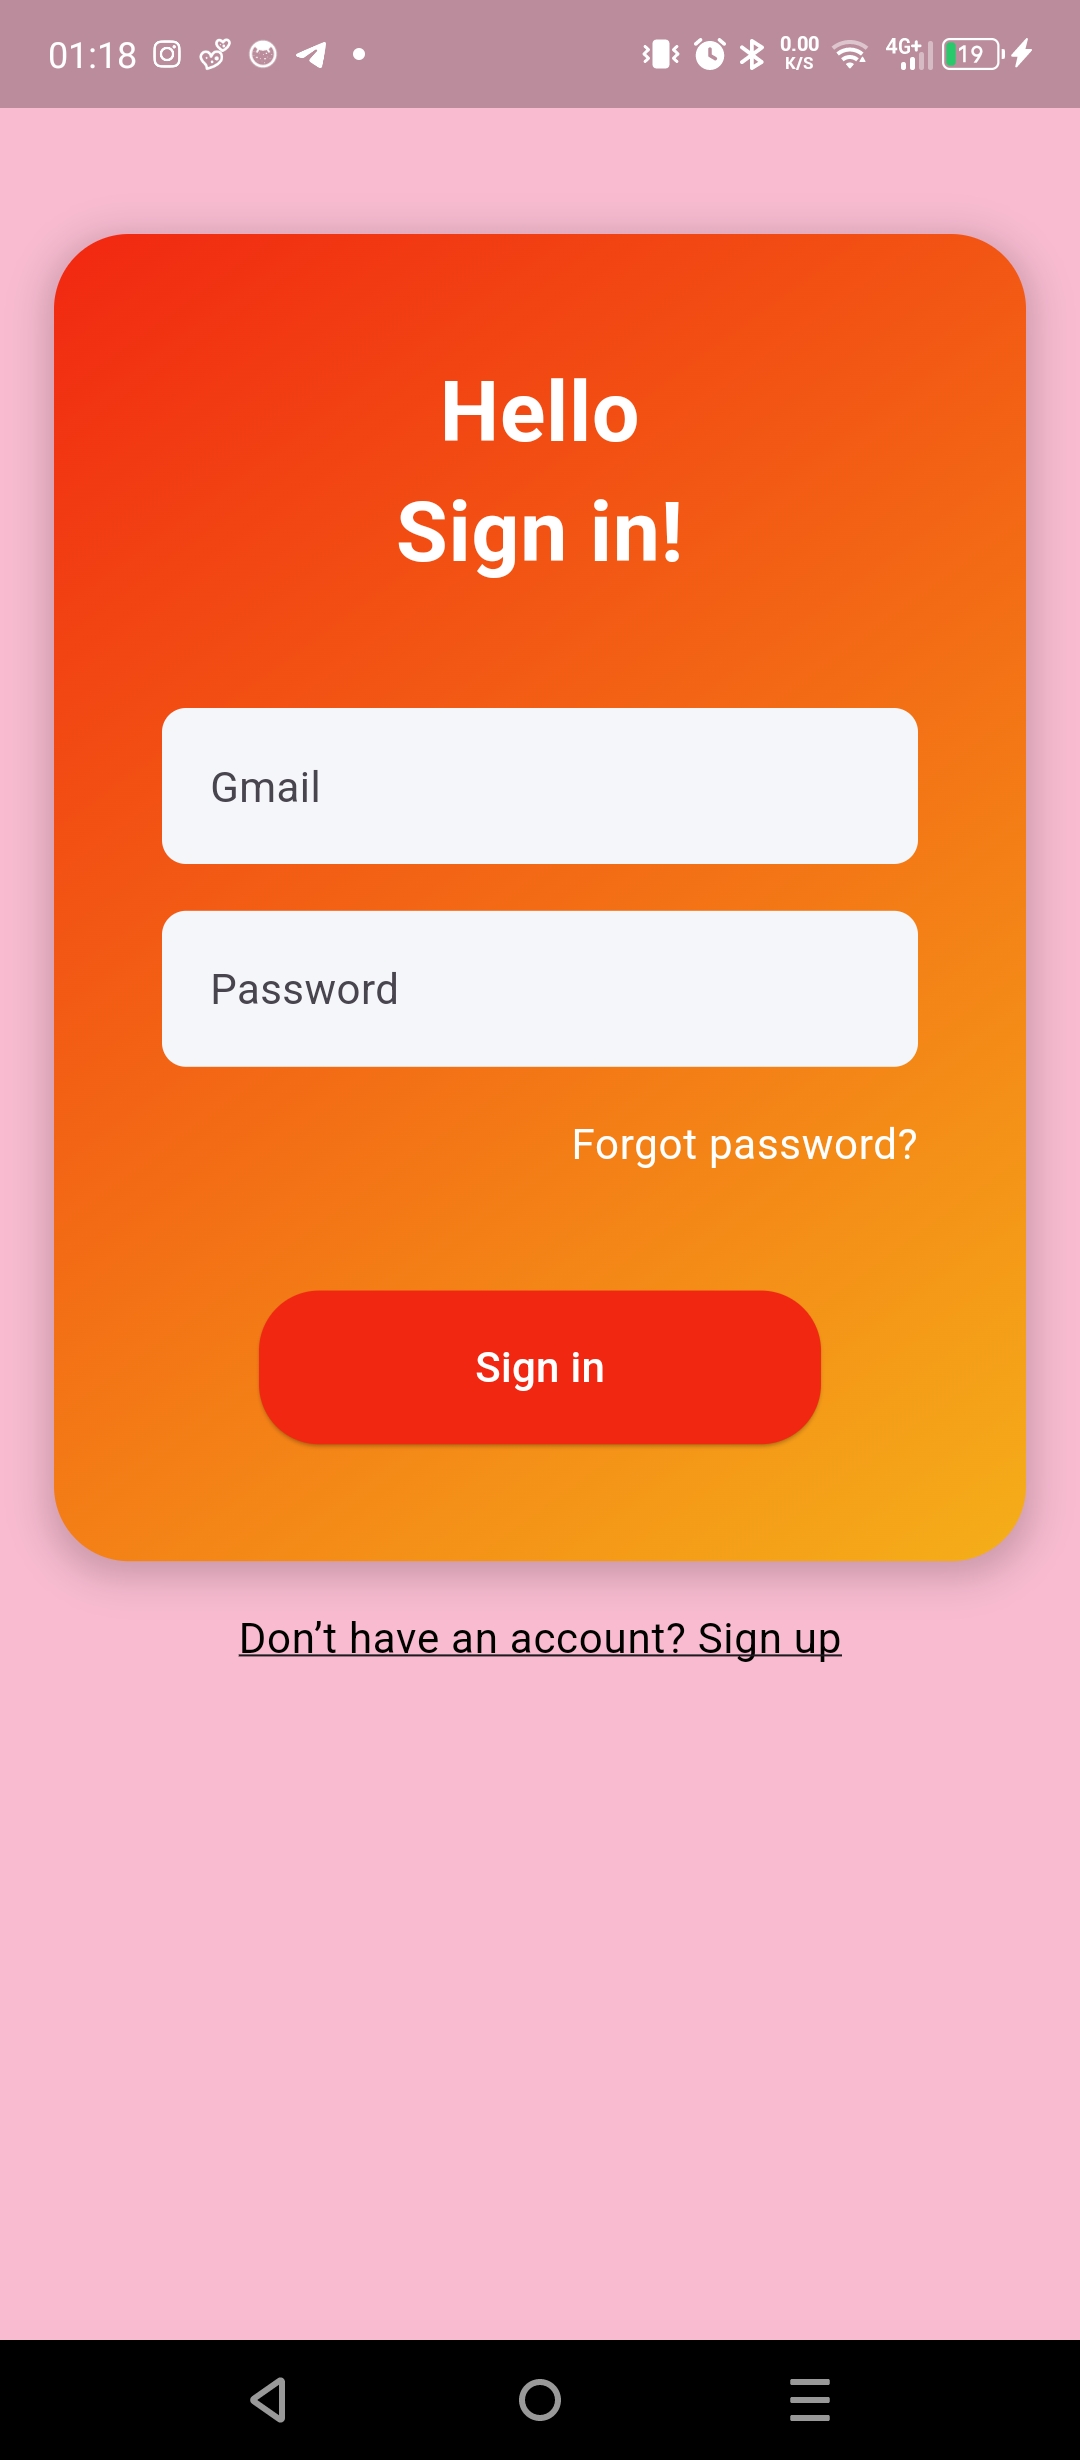 01:18 0.00 K/S 4G+ 19
Hello
Sign in!
Gmail
Password
Forgot password?
Sign in
Don’t have an account? Sign up